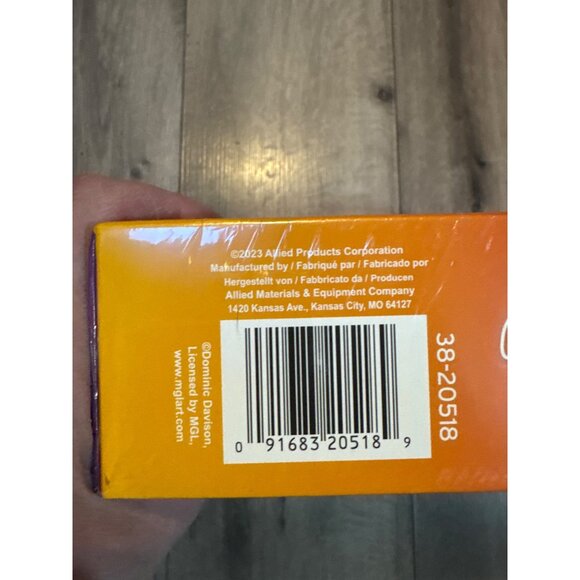 ©2023 Allied Products Corporation
Manufactured by / Fabriqué par / Fabricado por
Hergestellt von / Fabbricato da / Producen
Allied Materials & Equipment Company
1420 Kansas Ave., Kansas City, MO 64127
©Dominic Davison,
Licensed by MGL,
www.mglart.com
0 91683 20518 9
38-20518